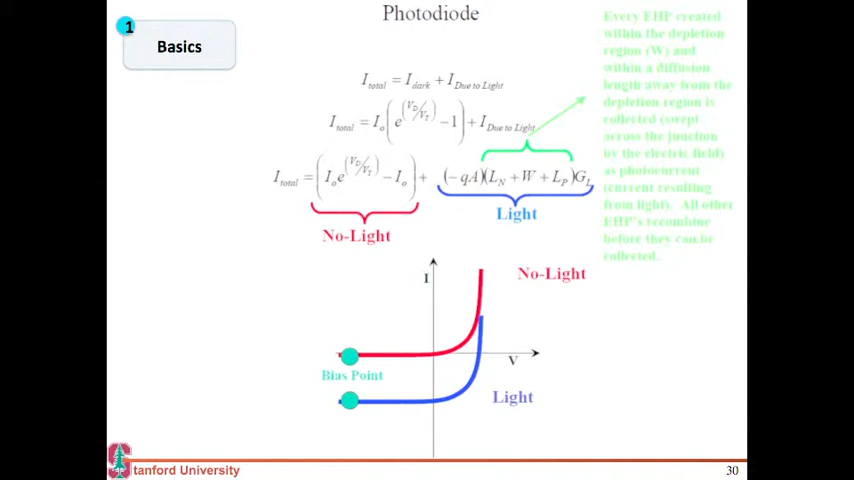 1
Basics
Photodiode
I_total = I_dark + I_Due to Light
I_total = I_o(e^(V_D/V_T) − 1) + I_Due to Light
I_total = (I_o e^(V_D/V_T) − I_o) + (−qA)(L_N + W + L_P)G_L
No-Light
Light
Every EHP created
within the depletion
region (W) and
within a diffusion
length away from the
depletion region is
collected (swept
across the junction
by the electric field)
as photocurrent
(current resulting
from light). All other
EHP's recombine
before they can be
collected.
I
No-Light
V
Bias Point
Light
Stanford University
30